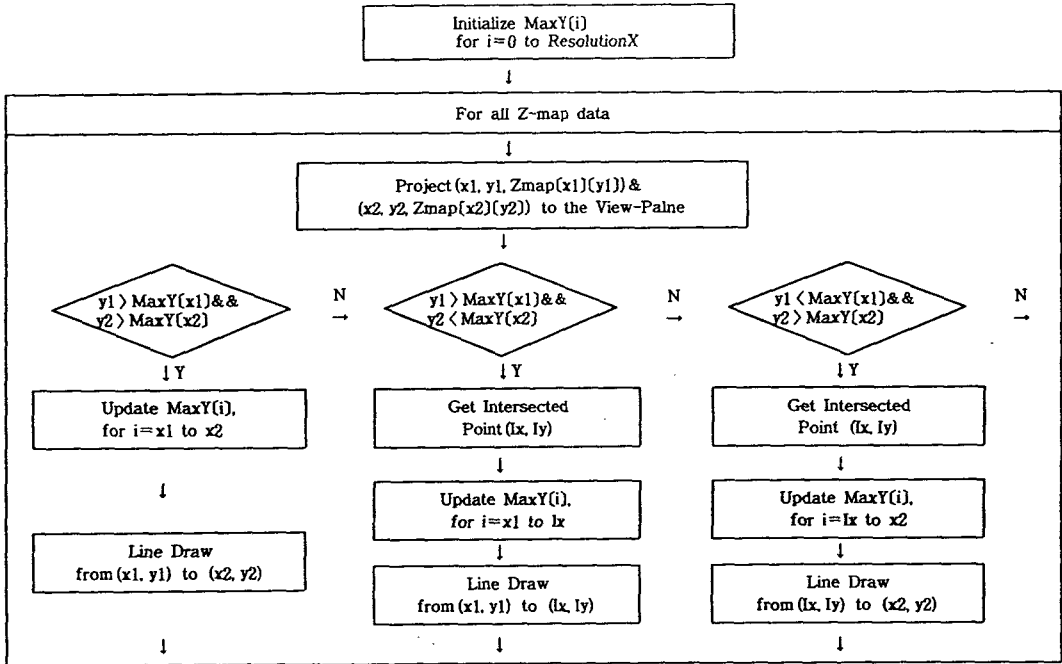 Initialize MaxY(i)
for i=0 to ResolutionX
↓
For all Z-map data
↓
Project(x1, y1, Zmap(x1)(y1))&
(x2, y2, Zmap(x2)(y2)) to the View-Palne
↓
y1 > MaxY(x1)&&
y2 > MaxY(x2)
N
→
y1 > MaxY(x1)&&
y2 < MaxY(x2)
N
→
y1 < MaxY(x1)&&
y2 > MaxY(x2)
N
→
↓Y
↓Y
↓Y
Update MaxY(i),
for i=x1 to x2
↓
Line Draw
from(x1, y1) to (x2, y2)
↓
Get Intersected
Point(Ix, Iy)
↓
Update MaxY(i),
for i=x1 to Ix
↓
Line Draw
from(x1, y1) to (Ix, Iy)
↓
Get Intersected
Point (Ix, Iy)
↓
Update MaxY(i),
for i=Ix to x2
↓
Line Draw
from(Ix, Iy) to (x2, y2)
↓